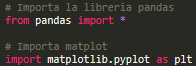 # Importa la libreria pandas
from pandas import *
# Importa matplot
import matplotlib.pyplot as plt